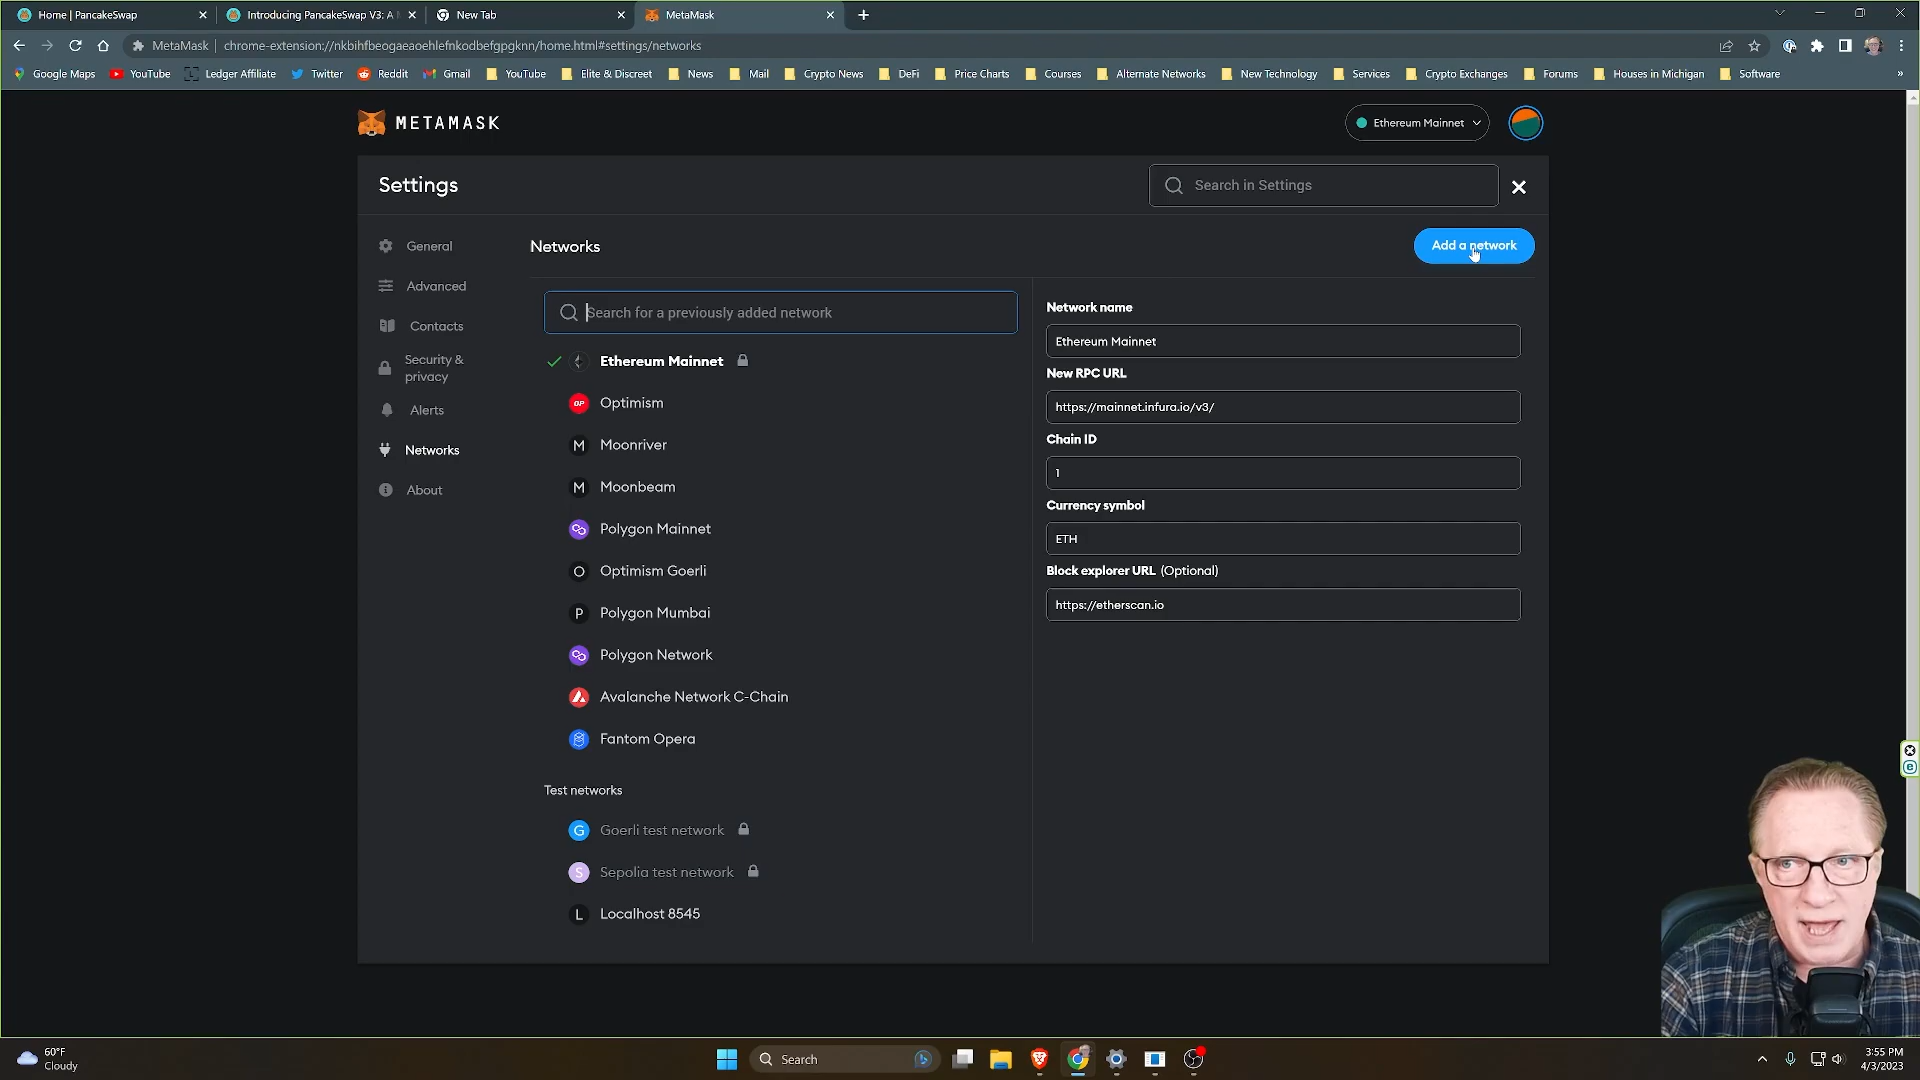 Home | PancakeSwap
Introducing PancakeSwap V3: A
New Tab
MetaMask
MetaMask
chrome-extension://nkbihfbeogaeaoehlefnkodbefgpgknn/home.html#settings/networks
Google Maps
YouTube
Ledger Affiliate
Twitter
Reddit
Gmail
YouTube
Elite & Discreet
News
Mail
Crypto News
DeFi
Price Charts
Courses
Alternate Networks
New Technology
Services
Crypto Exchanges
Forums
Houses in Michigan
Software
METAMASK
Ethereum Mainnet
Settings
Search in Settings
General
Advanced
Contacts
Security &
privacy
Alerts
Networks
About
Networks
Add a network
Search for a previously added network
Ethereum Mainnet
OP Optimism
M Moonriver
M Moonbeam
Polygon Mainnet
O Optimism Goerli
P Polygon Mumbai
Polygon Network
Avalanche Network C-Chain
Fantom Opera
Test networks
G Goerli test network
S Sepolia test network
L Localhost 8545
Network name
Ethereum Mainnet
New RPC URL
https://mainnet.infura.io/v3/
Chain ID
1
Currency symbol
ETH
Block explorer URL (Optional)
https://etherscan.io
60°F
Cloudy
Search
3:55 PM
4/3/2023